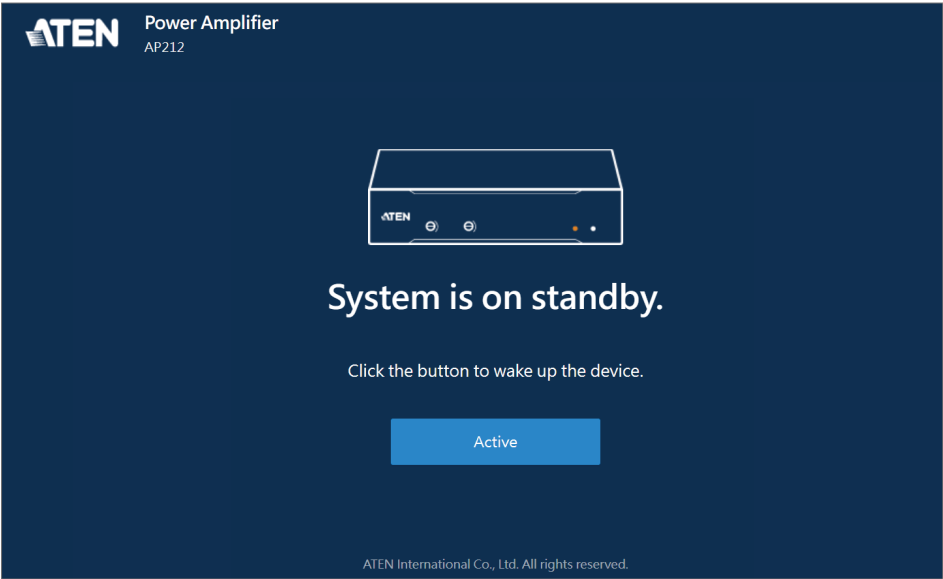 ATEN
Power Amplifier
AP212
ATEN
System is on standby.
Click the button to wake up the device.
Active
ATEN International Co., Ltd. All rights reserved.